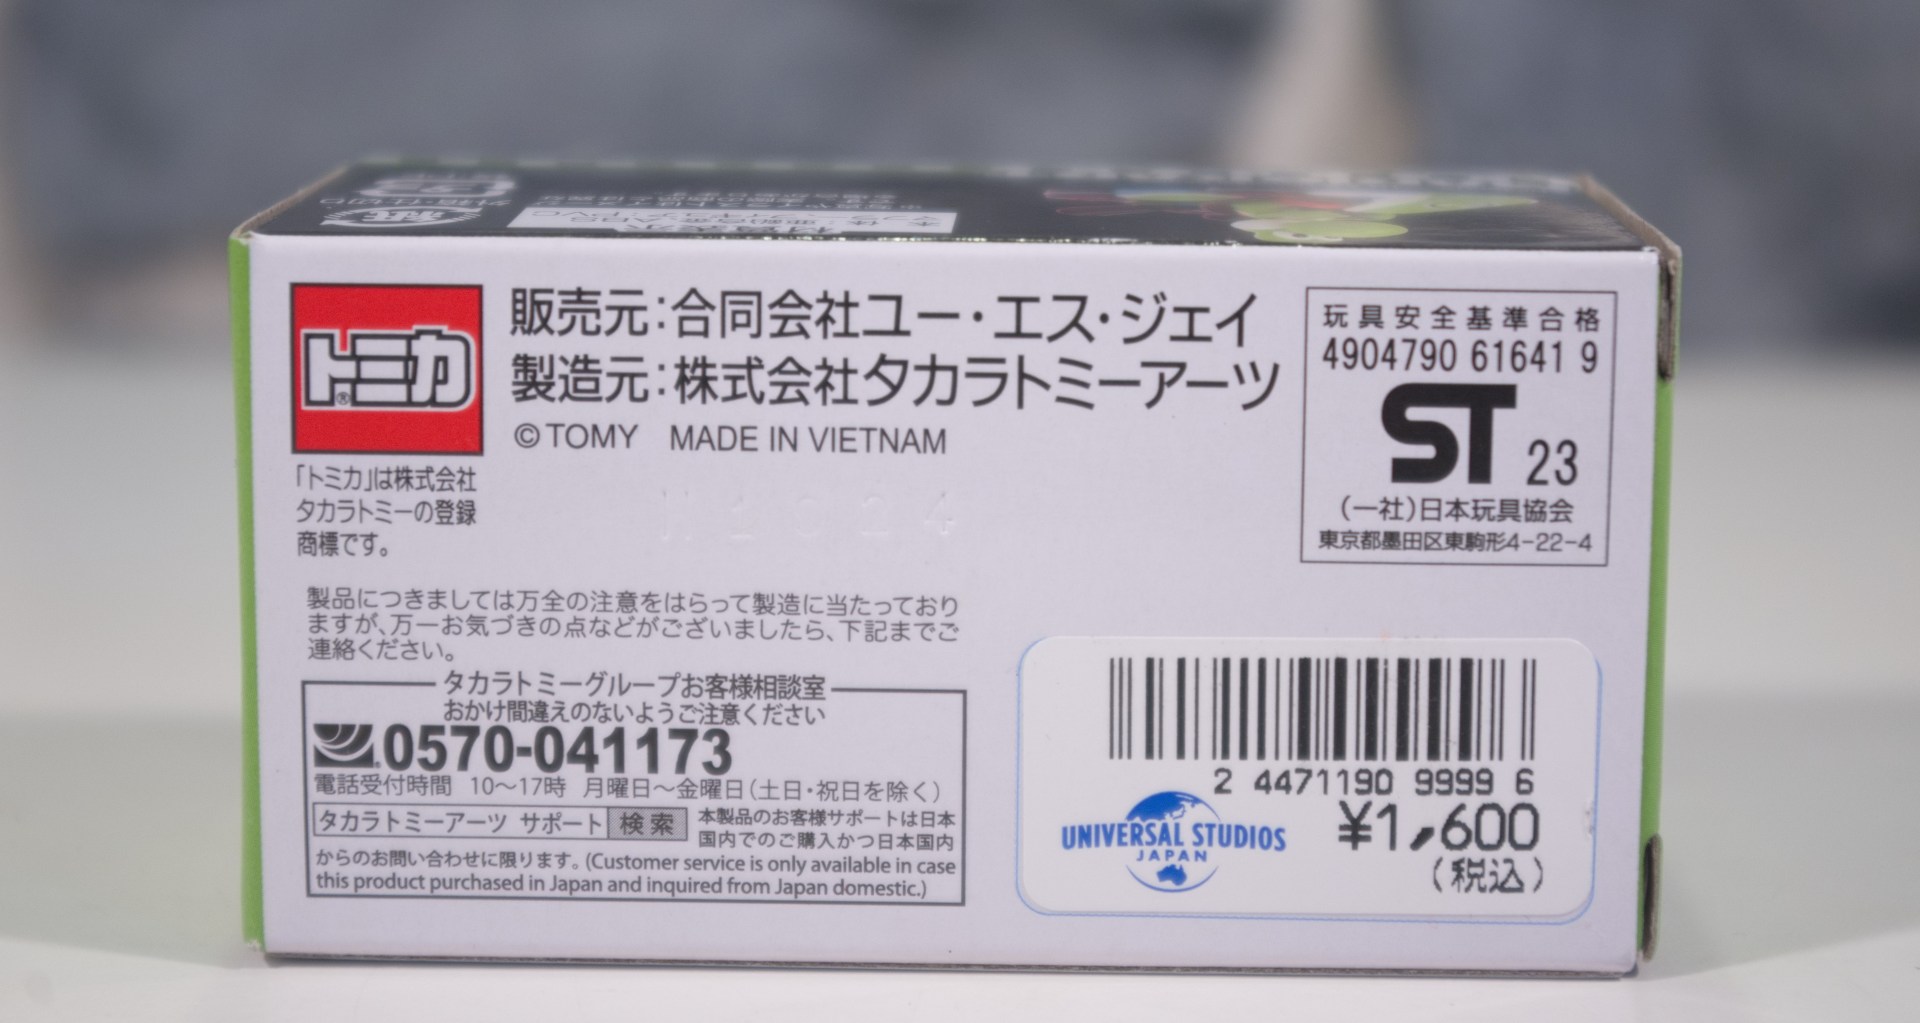 材質表示
トミカ®
販売元:合同会社ユー・エス・ジェイ
製造元:株式会社タカラトミーアーツ
©TOMY MADE IN VIETNAM
「トミカ」は株式会社
タカラトミーの登録
商標です。
玩具安全基準合格
4904790 61641 9
ST 23
(一社)日本玩具協会
東京都墨田区東駒形4-22-4
製品につきましては万全の注意をはらって製造に当たっており
ますが、万一お気づきの点などがございましたら、下記までご
連絡ください。
タカラトミーグループお客様相談室
おかけ間違えのないようご注意ください
0570-041173
電話受付時間 10〜17時 月曜日〜金曜日(土日・祝日を除く)
タカラトミーアーツ サポート 検索
本製品のお客様サポートは日本
国内でのご購入かつ日本国内
からのお問い合わせに限ります。(Customer service is only available in case
this product purchased in Japan and inquired from Japan domestic.)
2 4471190 9999 6
UNIVERSAL STUDIOS
JAPAN
¥1,600
(税込)